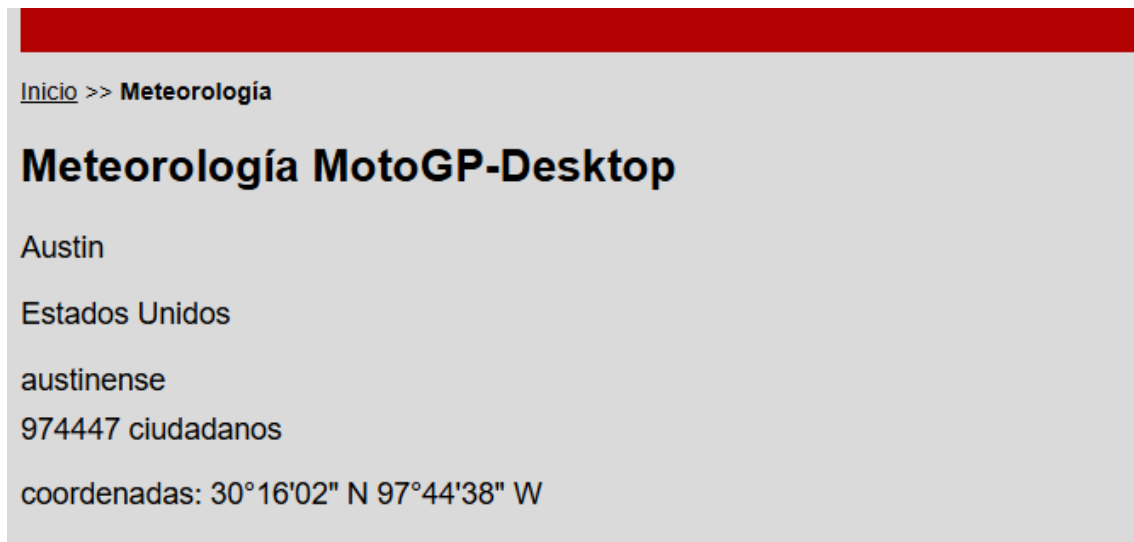 Inicio >> Meteorología
Meteorología MotoGP-Desktop
Austin
Estados Unidos
austinense
974447 ciudadanos
coordenadas: 30°16'02" N 97°44'38" W